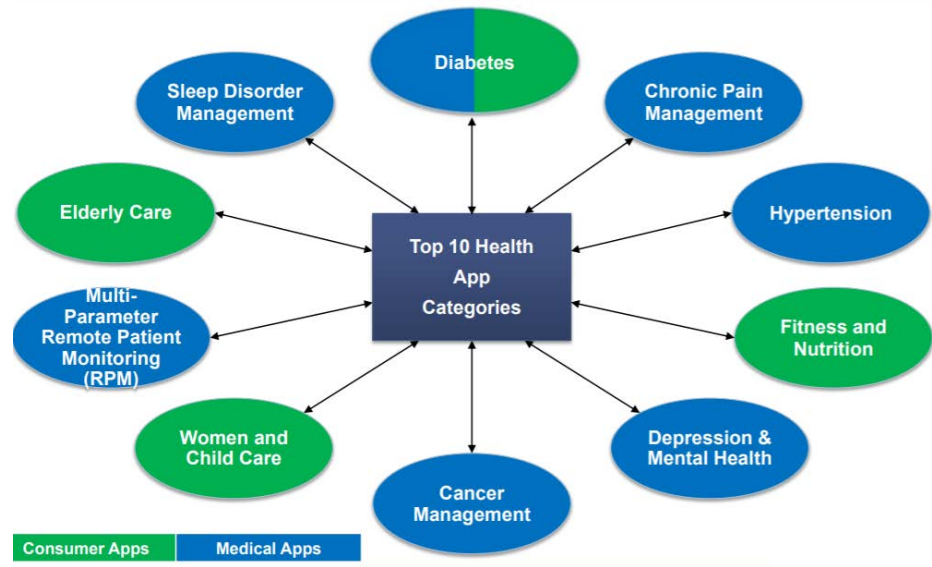 Diabetes
Sleep Disorder
Management
Chronic Pain
Management
Elderly Care
Hypertension
Top 10 Health
App
Categories
Multi-
Parameter
Remote Patient
Monitoring
(RPM)
Fitness and
Nutrition
Women and
Child Care
Depression &
Mental Health
Cancer
Management
Consumer Apps
Medical Apps